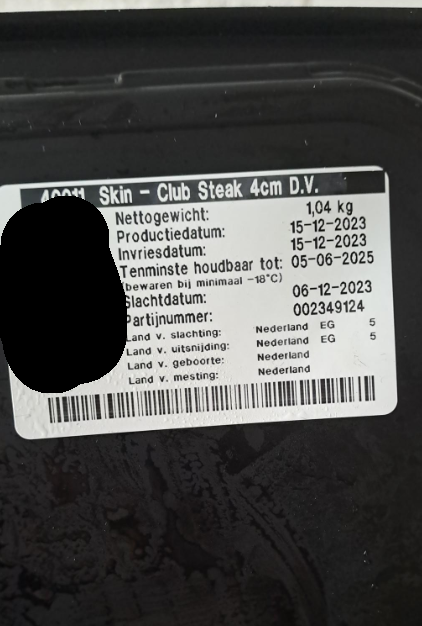 Skin - Club Steak 4cm D.V.
Nettogewicht: 1,04 kg
Productiedatum: 15-12-2023
Invriesdatum: 15-12-2023
Tenminste houdbaar tot: 05-06-2025
(bewaren bij minimaal -18°C)
Slachtdatum: 06-12-2023
Partijnummer: 002349124
Land v. slachting: Nederland EG 5
Land v. uitsnijding: Nederland EG 5
Land v. geboorte: Nederland
Land v. mesting: Nederland